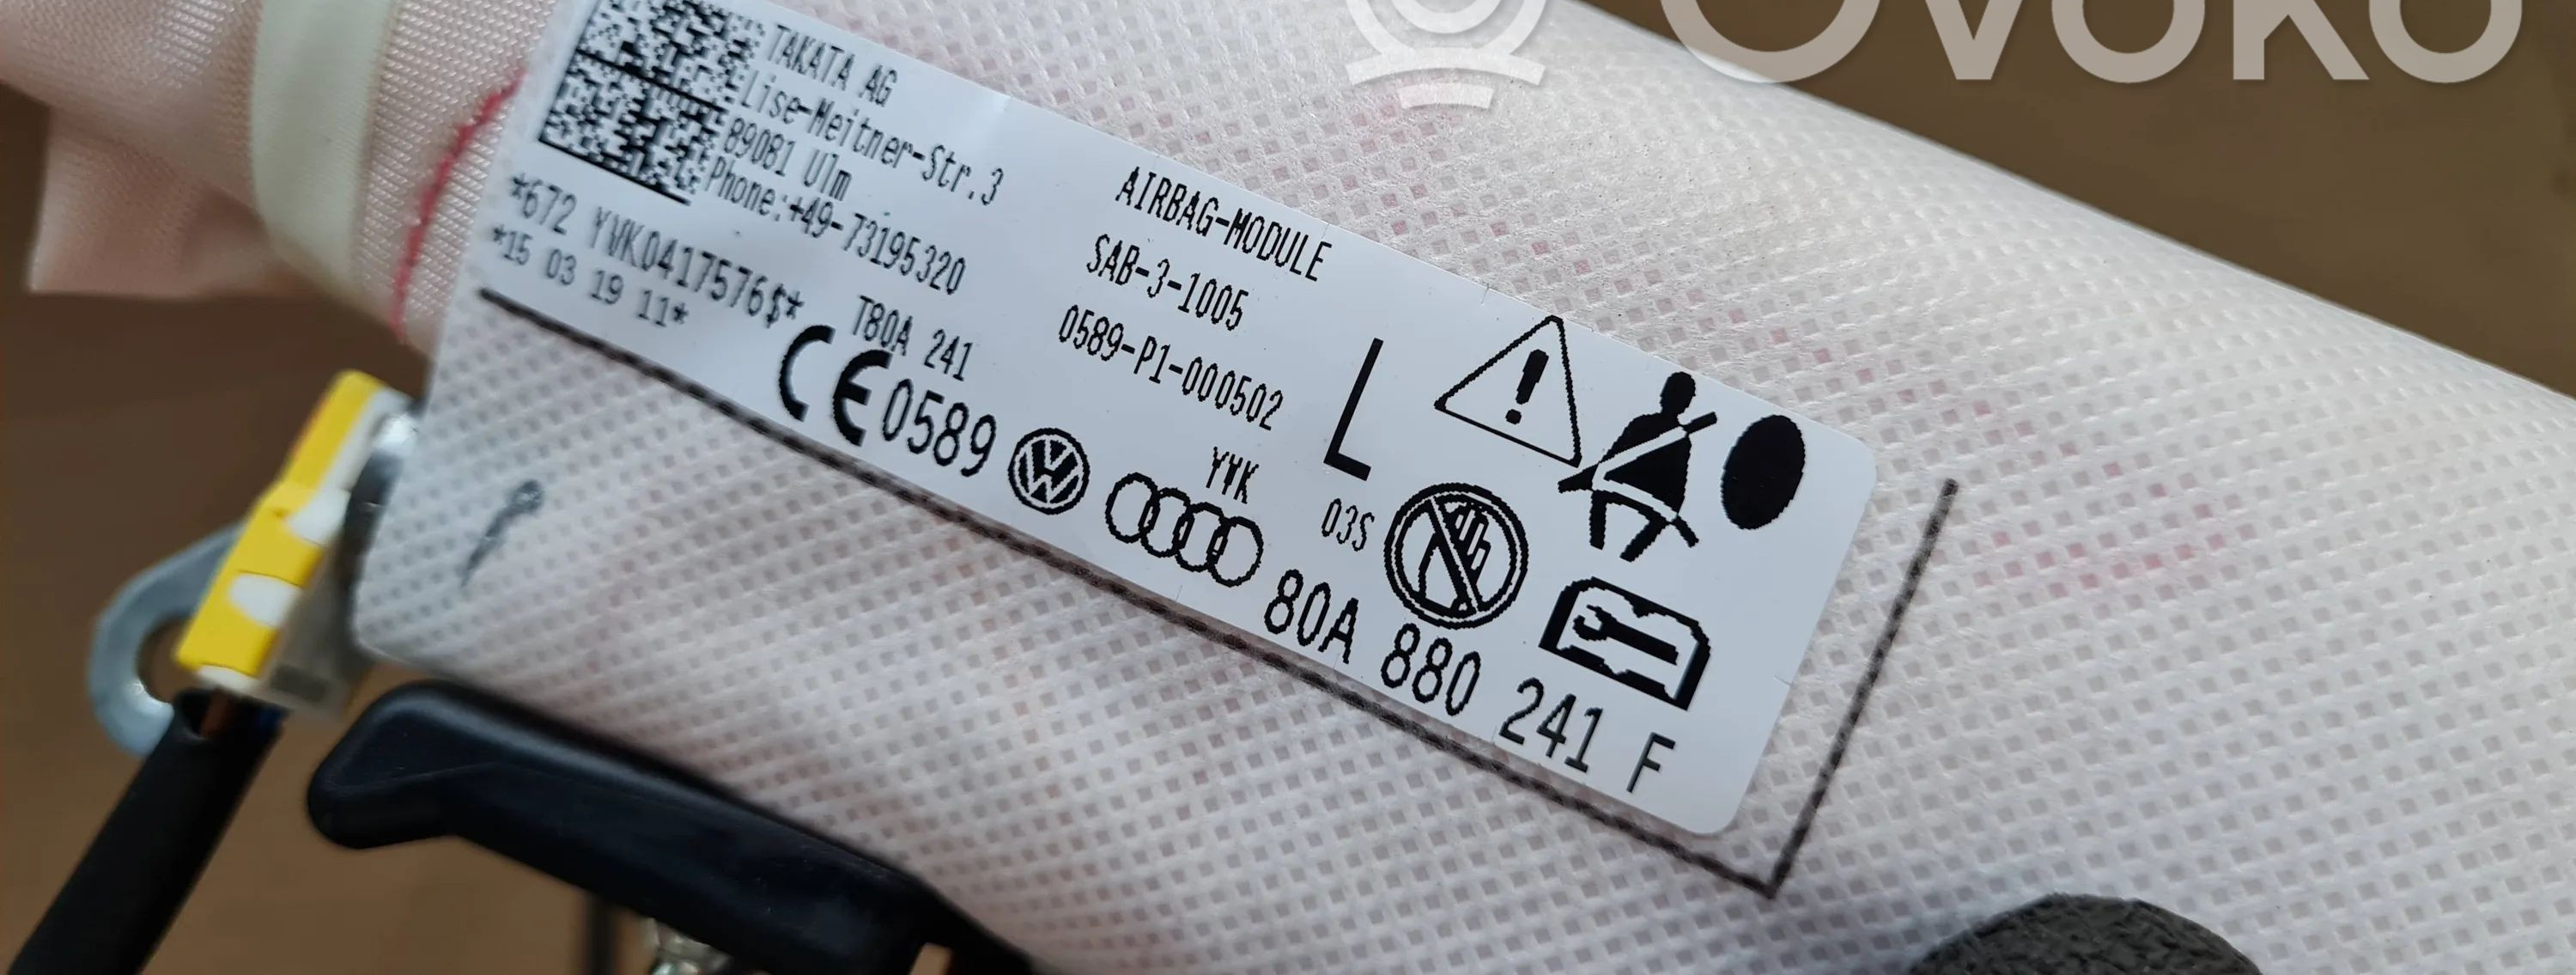 OVOKO
TAKATA AG
Lise-Meitner-Str.3
89081 Ulm
Phone:+49-73195320
*672 YVK0417576$*
*15 03 19 11*
T80A 241
CE 0589
AIRBAG-MODULE
SAB-3-1005
0589-P1-000502
L
YVK
03S
80A 880 241 F